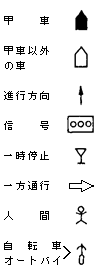 甲車
甲車以外
の車
進行方向
信号
一時停止
一方通行
人間
自転車
オートバイ